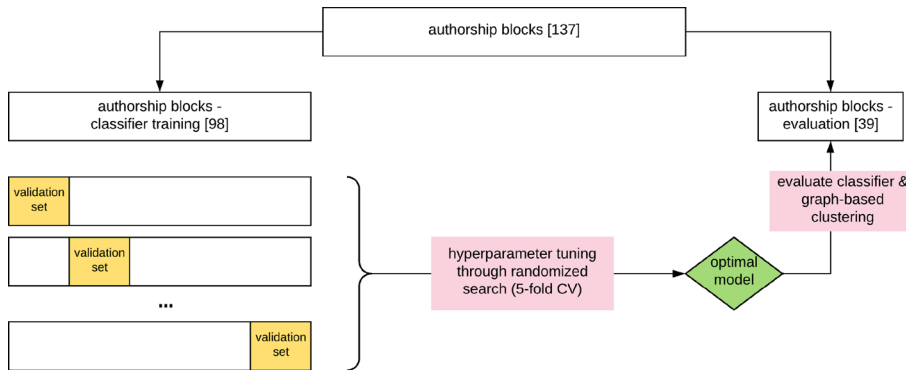 authorship blocks [137]
authorship blocks -
classifier training [98]
authorship blocks -
evaluation [39]
validation
set
validation
set
...
validation
set
hyperparameter tuning
through randomized
search (5-fold CV)
optimal
model
evaluate classifier &
graph-based
clustering